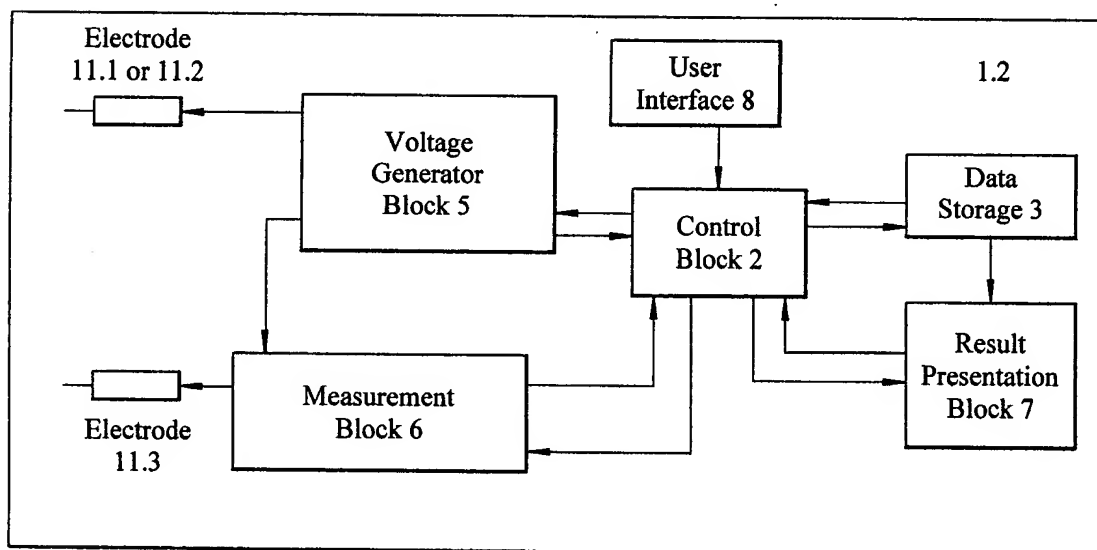 Electrode
11.1 or 11.2
User
Interface 8
1.2
Voltage
Generator
Block 5
Data
Storage 3
Control
Block 2
Measurement
Block 6
Result
Presentation
Block 7
Electrode
11.3